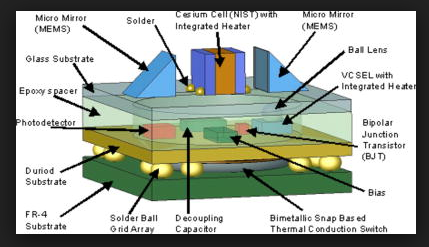 Micro Mirror
(MEMS)
Solder
Cesium Cell (NIST) with
Integrated Heater
Micro Mirror
(MEMS)
Glass Substrate
Ball Lens
Epoxy spacer
VCSEL with
Integrated Heater
Photodetector
Bipolar
Junction
Transistor
(BJT)
Duriod
Substrate
Bias
FR-4
Substrate
Solder Ball
Grid Array
Decoupling
Capacitor
Bimetallic Snap Based
Thermal Conduction Switch